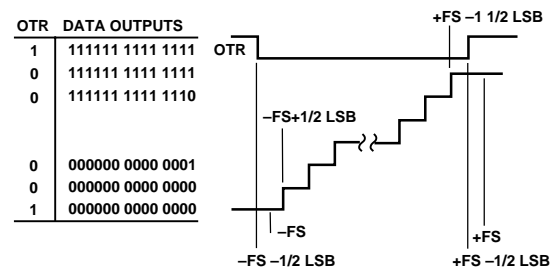 OTR DATA OUTPUTS
1 111111 1111 1111
0 111111 1111 1111
0 111111 1111 1110
0 000000 0000 0001
0 000000 0000 0000
1 000000 0000 0000
+FS –1 1/2 LSB
OTR
–FS+1/2 LSB
–FS
+FS
–FS –1/2 LSB
+FS –1/2 LSB